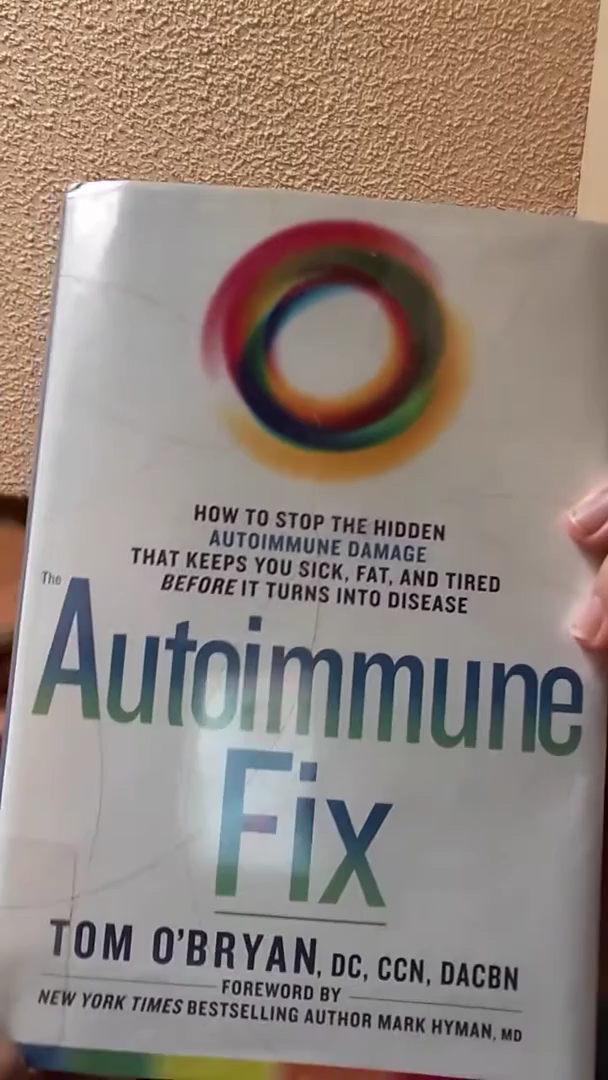 HOW TO STOP THE HIDDEN
AUTOIMMUNE DAMAGE
THAT KEEPS YOU SICK, FAT, AND TIRED
BEFORE IT TURNS INTO DISEASE
The
Autoimmune
Fix
TOM O'BRYAN, DC, CCN, DACBN
FOREWORD BY
NEW YORK TIMES BESTSELLING AUTHOR MARK HYMAN, MD